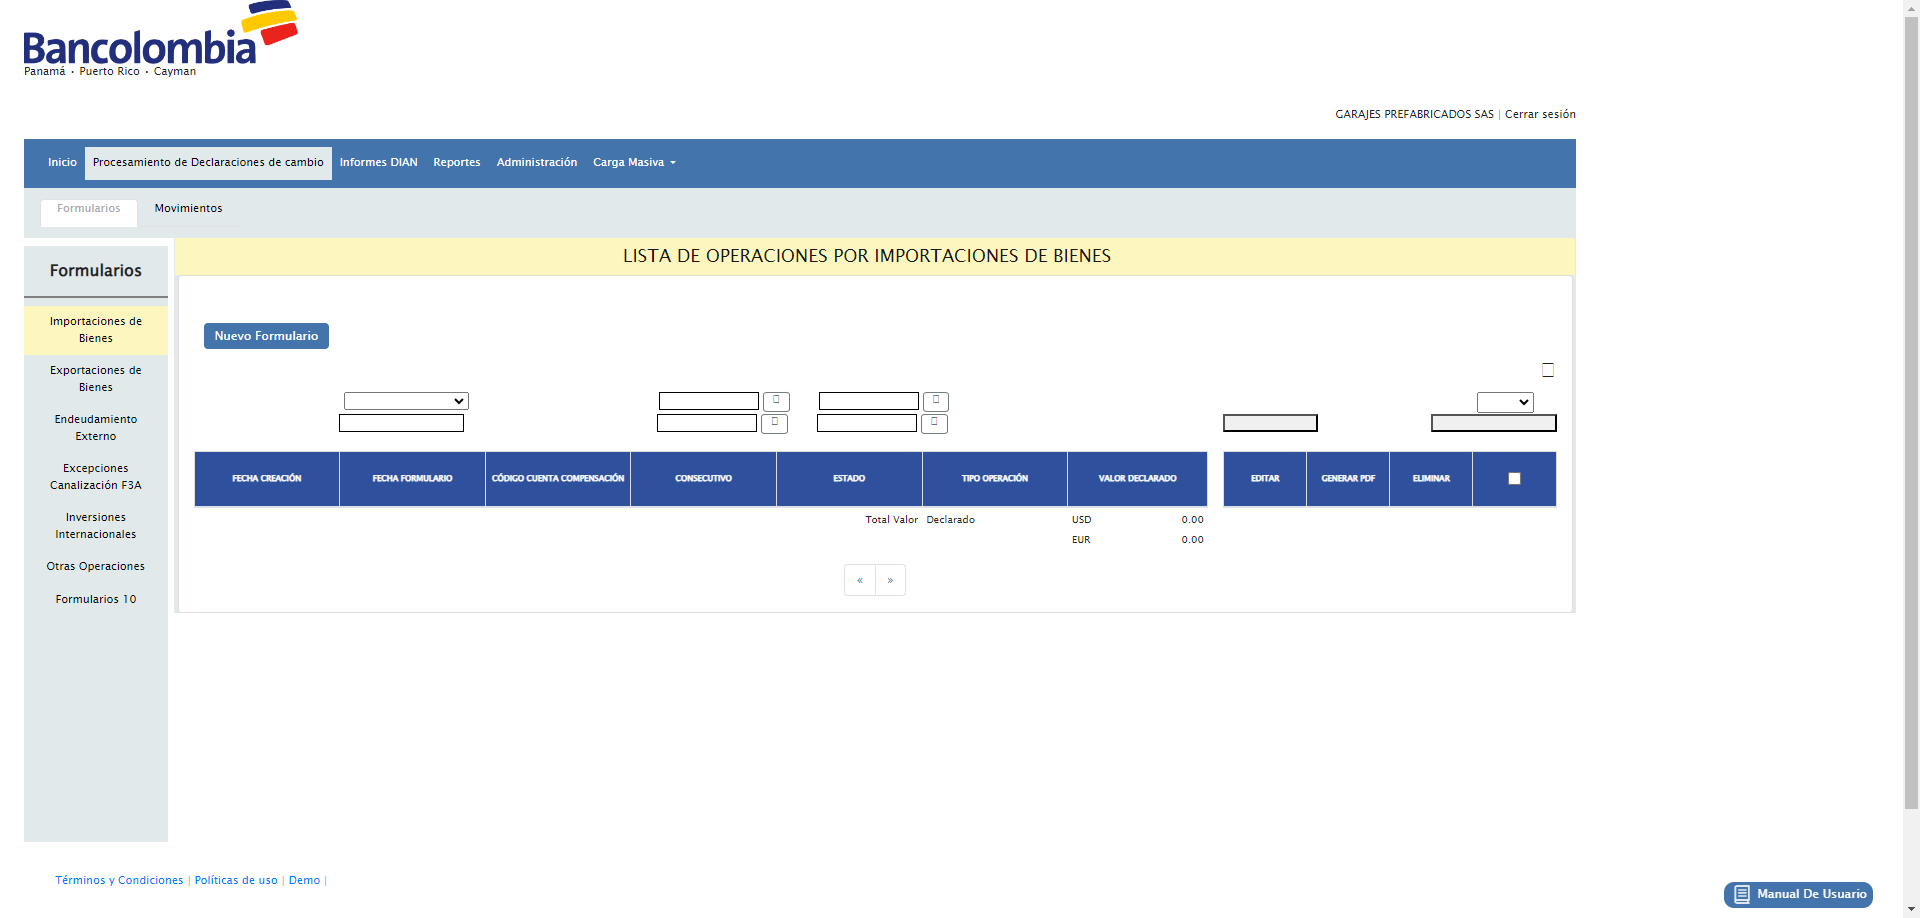 Bancolombia
Panamá • Puerto Rico • Cayman
GARAJES PREFABRICADOS SAS | Cerrar sesión
Inicio Procesamiento de Declaraciones de cambio Informes DIAN Reportes Administración Carga Masiva
Formularios Movimientos
Formularios
Importaciones de
Bienes
Exportaciones de
Bienes
Endeudamiento
Externo
Excepciones
Canalización F3A
Inversiones
Internacionales
Otras Operaciones
Formularios 10
LISTA DE OPERACIONES POR IMPORTACIONES DE BIENES
Nuevo Formulario
FECHA CREACIÓN FECHA FORMULARIO CÓDIGO CUENTA COMPENSACIÓN CONSECUTIVO ESTADO TIPO OPERACIÓN VALOR DECLARADO EDITAR GENERAR PDF ELIMINAR
Total Valor Declarado USD 0.00
EUR 0.00
« »
Términos y Condiciones | Políticas de uso | Demo |
Manual De Usuario